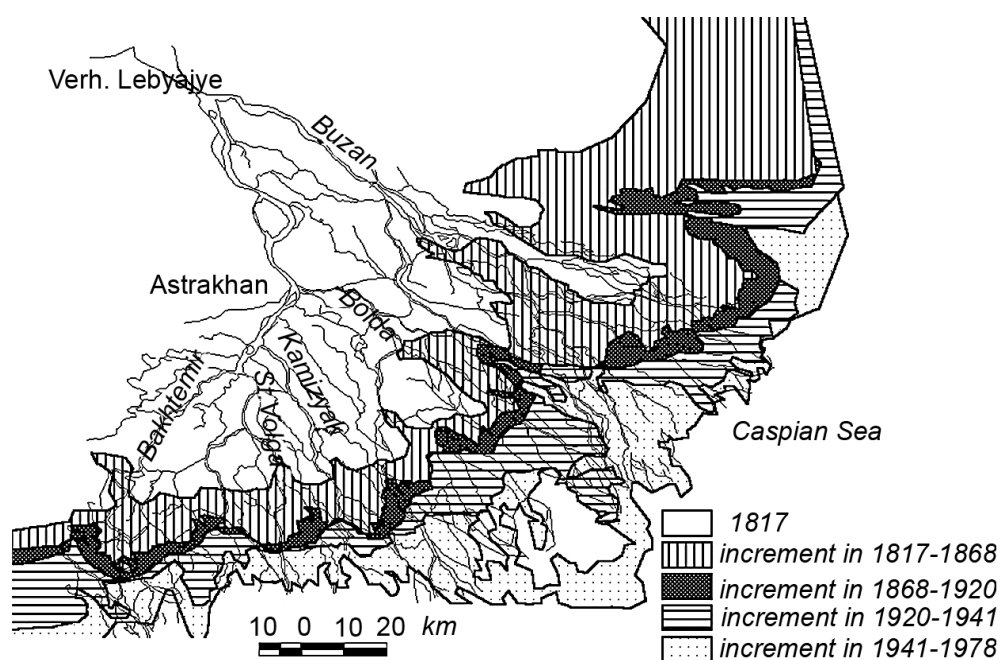 Verh. Lebyajye
Buzan
Astrakhan
Bolda
Kamizyak
St. Volga
Bakhtemir
Caspian Sea
1817
increment in 1817-1868
increment in 1868-1920
increment in 1920-1941
increment in 1941-1978
10 0 10 20 km